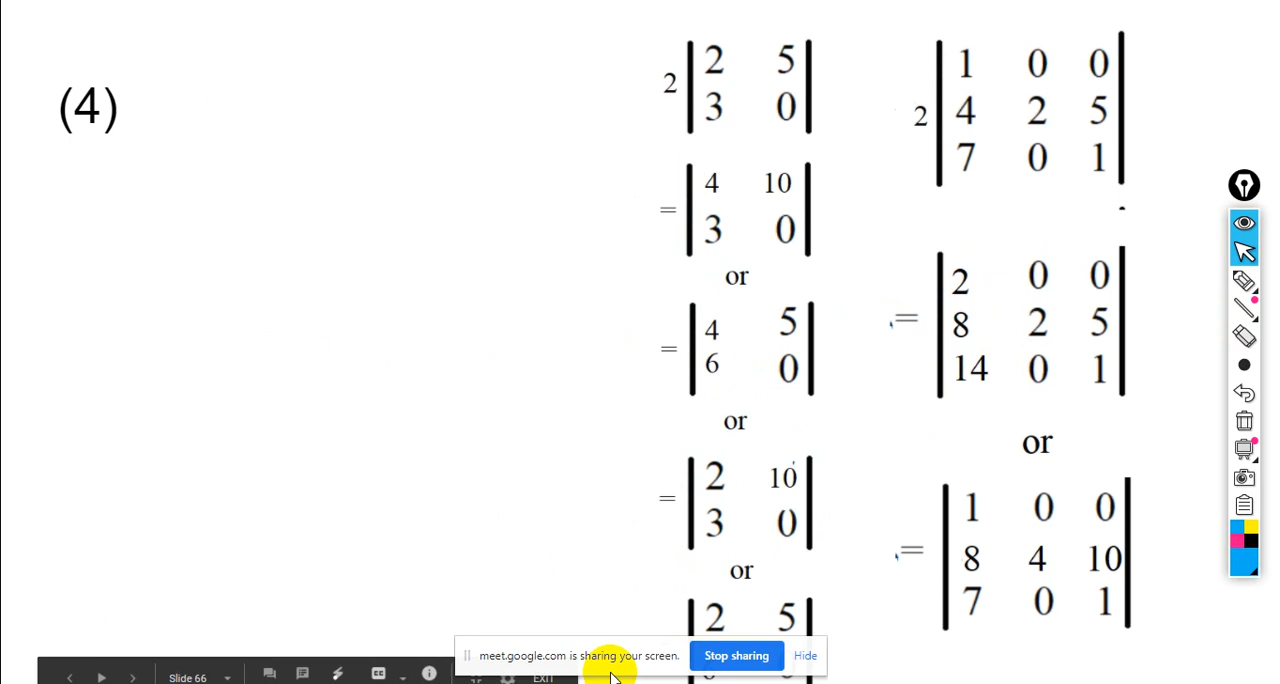 (4)
2 | 2 5 |
| 3 0 |
= | 4 10 |
| 3 0 |
or
= | 4 5 |
| 6 0 |
or
= | 2 10 |
| 3 0 |
or
| 2 5 |
2 | 1 0 0 |
| 4 2 5 |
| 7 0 1 |
= | 2 0 0 |
| 8 2 5 |
| 14 0 1 |
or
= | 1 0 0 |
| 8 4 10 |
| 7 0 1 |
meet.google.com is sharing your screen. Stop sharing Hide
Slide 66 CC EXIT